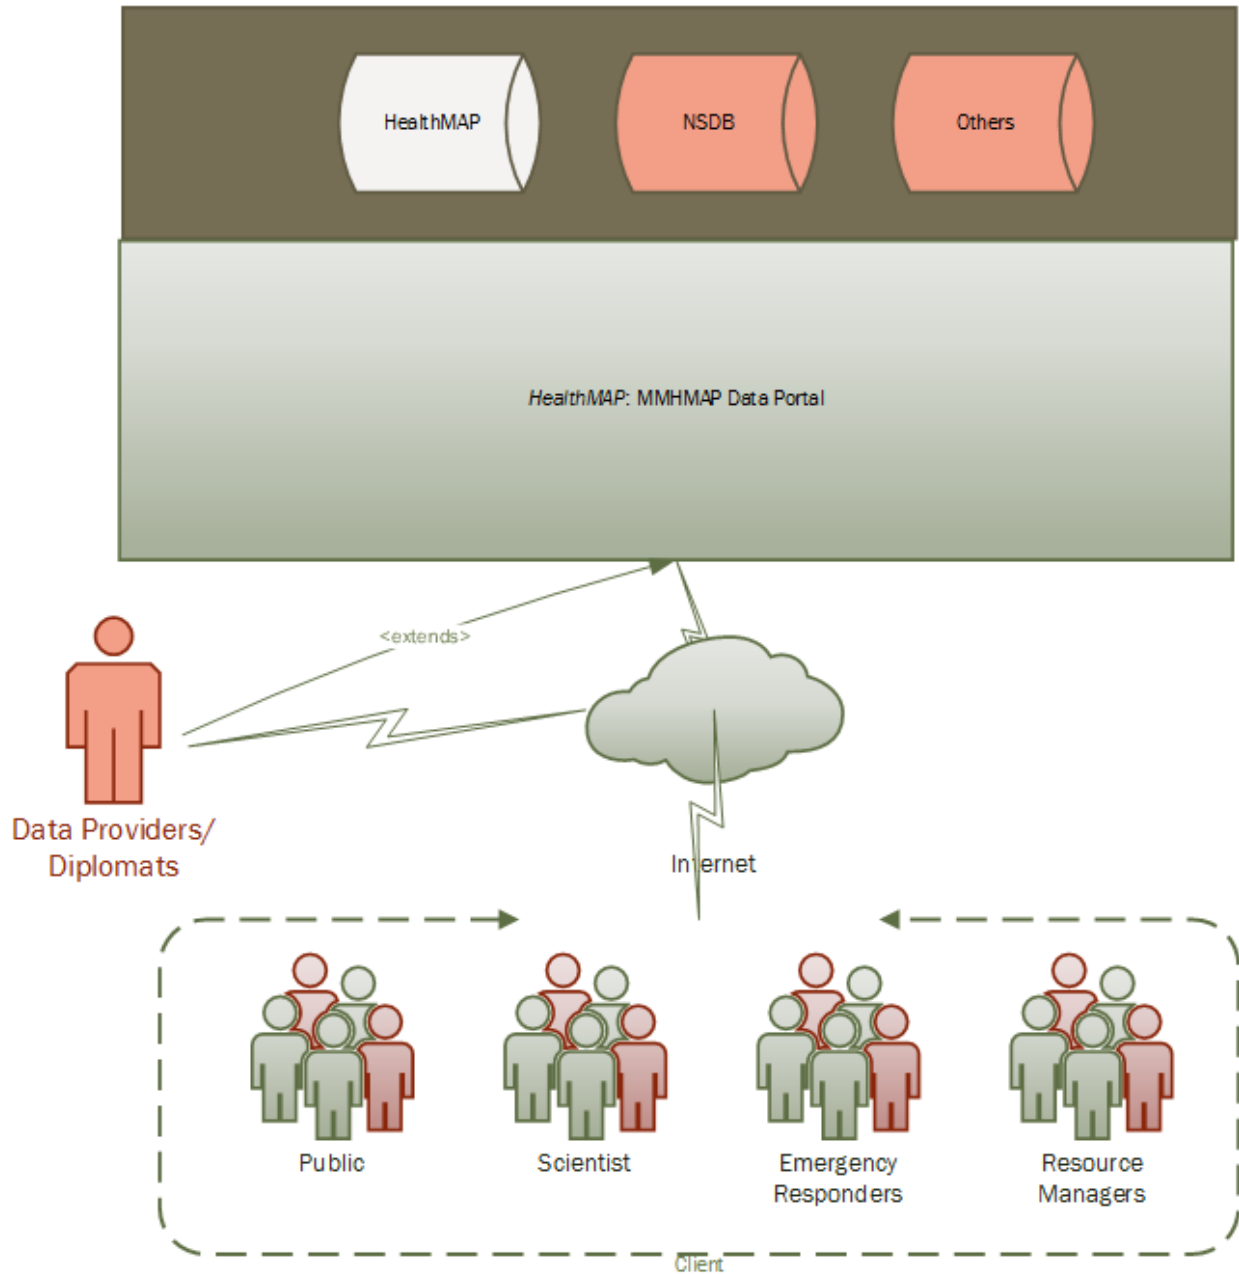 HealthMAP
NSDB
Others
HealthMAP: MMHMAP Data Portal
<extends>
Data Providers/
Diplomats
Internet
Public
Scientist
Emergency
Responders
Resource
Managers
Client